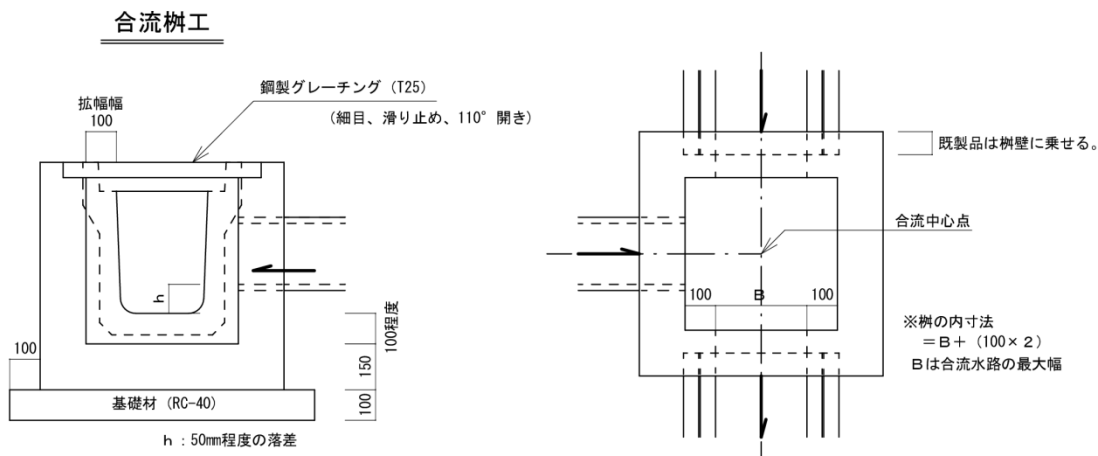 合流桝工
鋼製グレーチング（T25）
（細目、滑り止め、110°開き）
拡幅幅
100
h
100
100程度
150
100
基礎材（RC-40）
h：50mm程度の落差
既製品は桝壁に乗せる。
合流中心点
100
B
100
※桝の内寸法
＝B＋（100×2）
Bは合流水路の最大幅